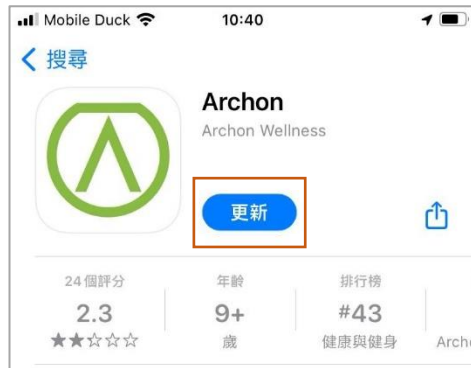 Mobile Duck 10:40
搜尋
Archon
Archon Wellness
更新
24 個評分 年齡 排行榜
2.3 9+ #43
歲 健康與健身 Arch